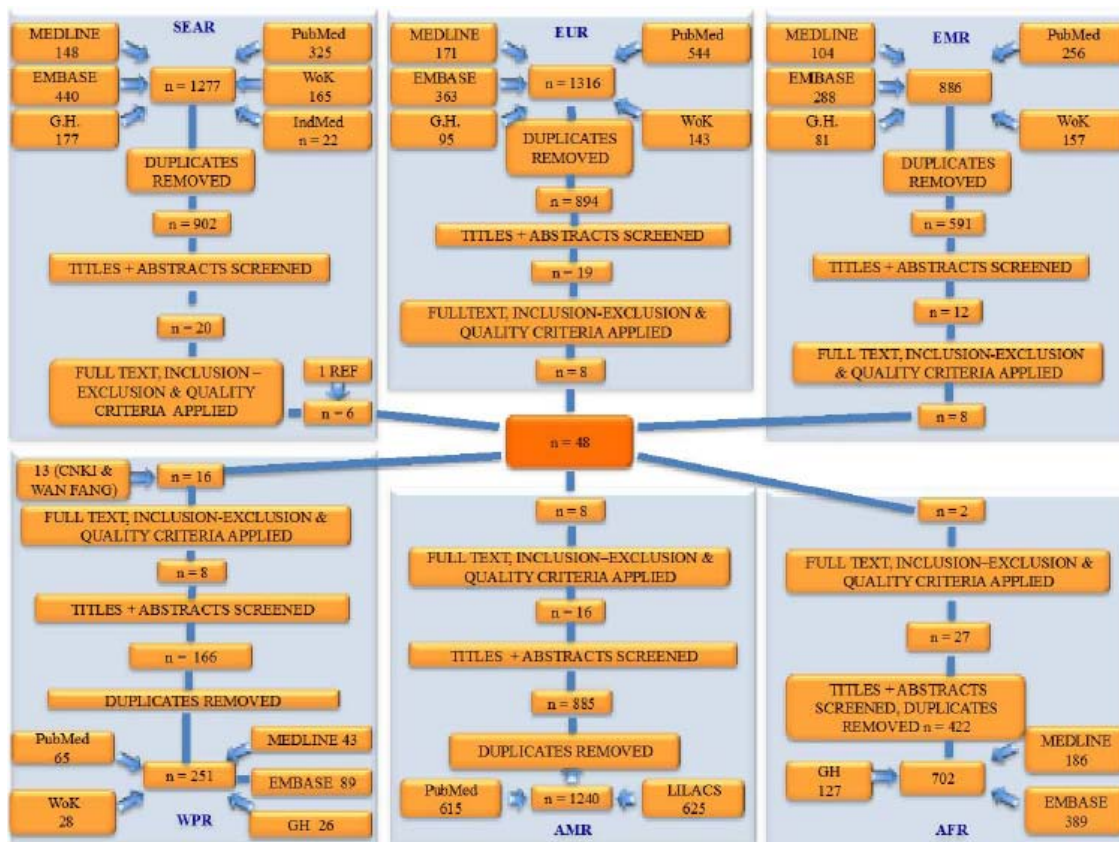 SEAR
MEDLINE
148
PubMed
325
EMBASE
440
n = 1277
WoK
165
G.H.
177
IndMed
n = 22
DUPLICATES
REMOVED
n = 902
TITLES + ABSTRACTS SCREENED
n = 20
FULL TEXT, INCLUSION –
EXCLUSION & QUALITY
CRITERIA APPLIED
1 REF
n = 6
EUR
MEDLINE
171
PubMed
544
EMBASE
363
n = 1316
G.H.
95
WoK
143
DUPLICATES
REMOVED
n = 894
TITLES + ABSTRACTS SCREENED
n = 19
FULLTEXT, INCLUSION-EXCLUSION &
QUALITY CRITERIA APPLIED
n = 8
EMR
MEDLINE
104
PubMed
256
EMBASE
288
886
G.H.
81
WoK
157
DUPLICATES
REMOVED
n = 591
TITLES + ABSTRACTS SCREENED
n = 12
FULL TEXT, INCLUSION-EXCLUSION
& QUALITY CRITERIA APPLIED
n = 8
n = 48
13 (CNKI &
WAN FANG)
n = 16
FULL TEXT, INCLUSION-EXCLUSION &
QUALITY CRITERIA APPLIED
n = 8
TITLES + ABSTRACTS SCREENED
n = 166
DUPLICATES REMOVED
PubMed
65
MEDLINE 43
n = 251
EMBASE 89
WoK
28
GH 26
WPR
n = 8
FULL TEXT, INCLUSION–EXCLUSION &
QUALITY CRITERIA APPLIED
n = 16
TITLES + ABSTRACTS SCREENED
n = 885
DUPLICATES REMOVED
PubMed
615
n = 1240
LILACS
625
AMR
n = 2
FULL TEXT, INCLUSION–EXCLUSION &
QUALITY CRITERIA APPLIED
n = 27
TITLES + ABSTRACTS
SCREENED, DUPLICATES
REMOVED n = 422
MEDLINE
186
GH
127
702
EMBASE
389
AFR